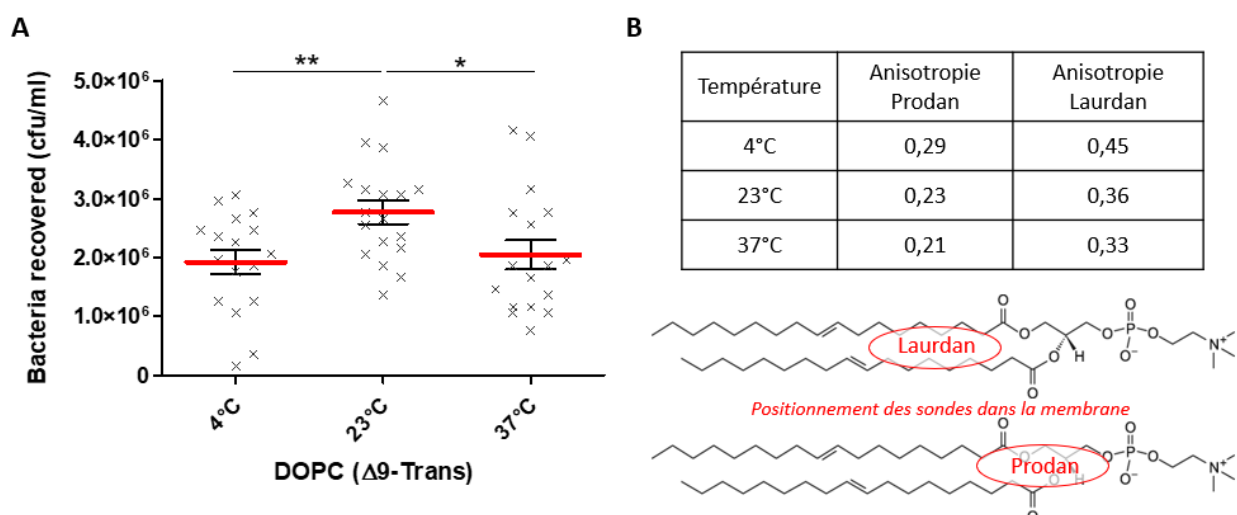 A
**
*
5.0×10⁶
4.0×10⁶
3.0×10⁶
2.0×10⁶
1.0×10⁶
0
Bacteria recovered (cfu/ml)
4°C
23°C
37°C
DOPC (Δ9-Trans)
B
Température
Anisotropie
Prodan
Anisotropie
Laurdan
4°C
0,29
0,45
23°C
0,23
0,36
37°C
0,21
0,33
O
O
O
O
H
O
P
O⁻
O
N⁺
Laurdan
Positionnement des sondes dans la membrane
O
O
O
O
H
O
P
O⁻
O
N⁺
Prodan
O